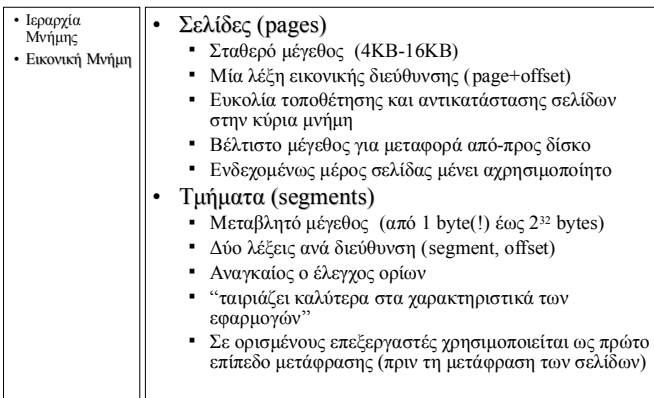 • Ιεραρχία
Μνήμης
• Εικονική Μνήμη
• Σελίδες (pages)
▪ Σταθερό μέγεθος (4KB-16KB)
▪ Μία λέξη εικονικής διεύθυνσης (page+offset)
▪ Ευκολία τοποθέτησης και αντικατάστασης σελίδων
στην κύρια μνήμη
▪ Βέλτιστο μέγεθος για μεταφορά από-προς δίσκο
▪ Ενδεχομένως μέρος σελίδας μένει αχρησιμοποίητο
• Τμήματα (segments)
▪ Μεταβλητό μέγεθος (από 1 byte(!) έως 2³² bytes)
▪ Δύο λέξεις ανά διεύθυνση (segment, offset)
▪ Αναγκαίος ο έλεγχος ορίων
▪ “ταιριάζει καλύτερα στα χαρακτηριστικά των
εφαρμογών”
▪ Σε ορισμένους επεξεργαστές χρησιμοποιείται ως πρώτο
επίπεδο μετάφρασης (πριν τη μετάφραση των σελίδων)